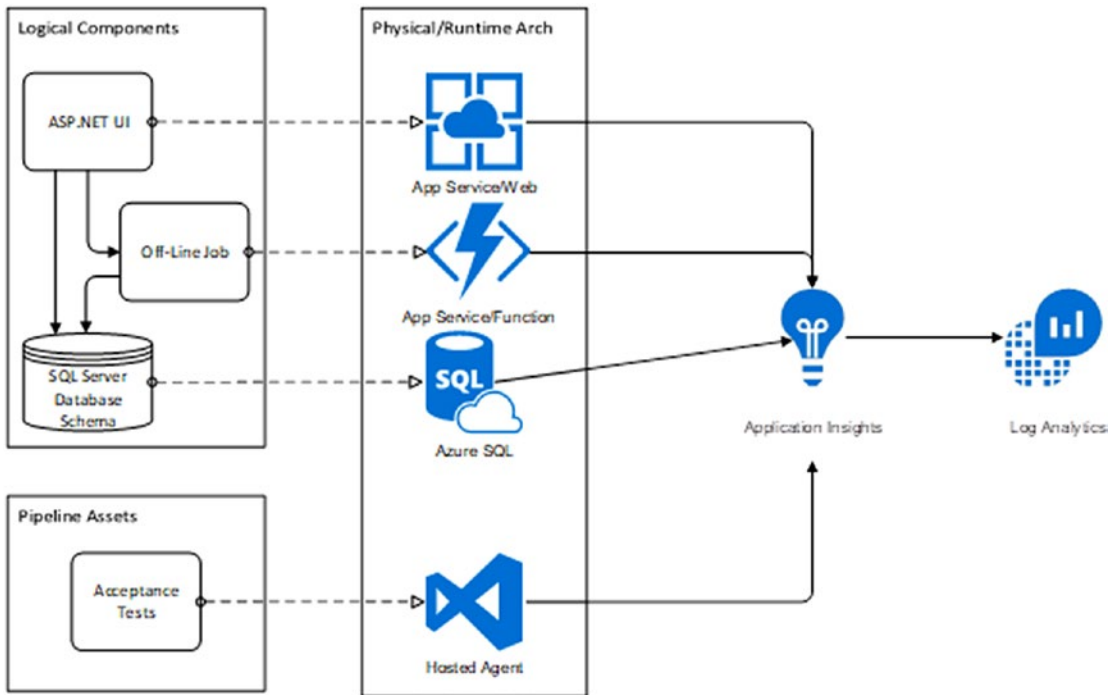 Logical Components
ASP.NET UI
Off-Line Job
SQL Server
Database
Schema
Pipeline Assets
Acceptance
Tests
Physical/Runtime Arch
App Service/Web
App Service/Function
SQL
Azure SQL
Hosted Agent
Application Insights
Log Analytics